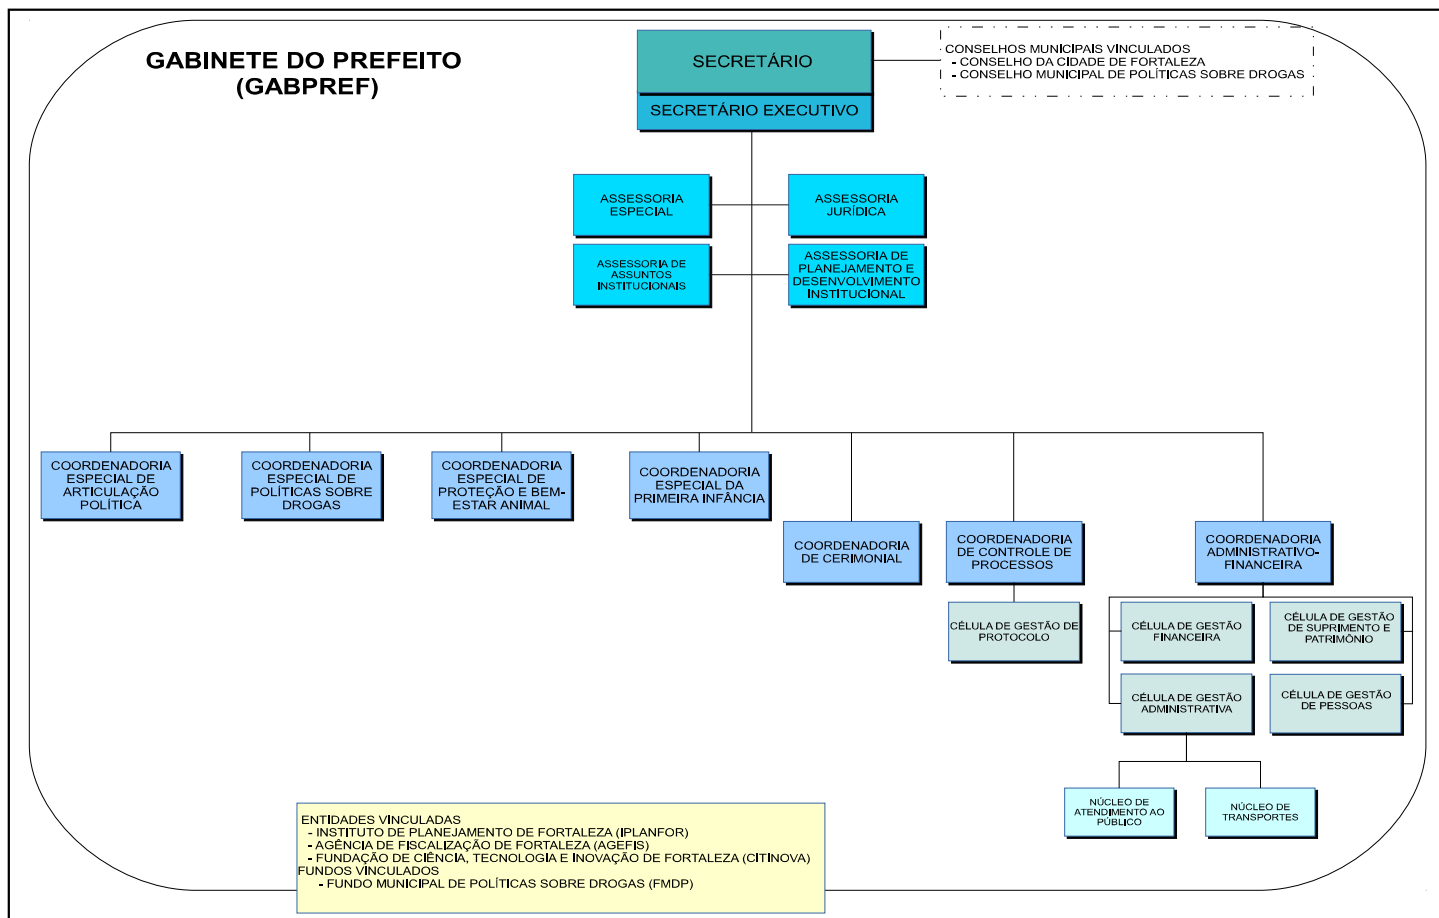 GABINETE DO PREFEITO
(GABPREF)
SECRETÁRIO
SECRETÁRIO EXECUTIVO
CONSELHOS MUNICIPAIS VINCULADOS
- CONSELHO DA CIDADE DE FORTALEZA
- CONSELHO MUNICIPAL DE POLÍTICAS SOBRE DROGAS
ASSESSORIA
ESPECIAL
ASSESSORIA
JURÍDICA
ASSESSORIA DE
ASSUNTOS
INSTITUCIONAIS
ASSESSORIA DE
PLANEJAMENTO E
DESENVOLVIMENTO
INSTITUCIONAL
COORDENADORIA
ESPECIAL DE
ARTICULAÇÃO
POLÍTICA
COORDENADORIA
ESPECIAL DE
POLÍTICAS SOBRE
DROGAS
COORDENADORIA
ESPECIAL DE
PROTEÇÃO E BEM-
ESTAR ANIMAL
COORDENADORIA
ESPECIAL DA
PRIMEIRA INFÂNCIA
COORDENADORIA
DE CERIMONIAL
COORDENADORIA
DE CONTROLE DE
PROCESSOS
COORDENADORIA
ADMINISTRATIVO-
FINANCEIRA
CÉLULA DE GESTÃO DE
PROTOCOLO
CÉLULA DE GESTÃO
FINANCEIRA
CÉLULA DE GESTÃO
DE SUPRIMENTO E
PATRIMÔNIO
CÉLULA DE GESTÃO
ADMINISTRATIVA
CÉLULA DE GESTÃO
DE PESSOAS
NÚCLEO DE
ATENDIMENTO AO
PÚBLICO
NÚCLEO DE
TRANSPORTES
ENTIDADES VINCULADAS
- INSTITUTO DE PLANEJAMENTO DE FORTALEZA (IPLANFOR)
- AGÊNCIA DE FISCALIZAÇÃO DE FORTALEZA (AGEFIS)
- FUNDAÇÃO DE CIÊNCIA, TECNOLOGIA E INOVAÇÃO DE FORTALEZA (CITINOVA)
FUNDOS VINCULADOS
- FUNDO MUNICIPAL DE POLÍTICAS SOBRE DROGAS (FMDP)